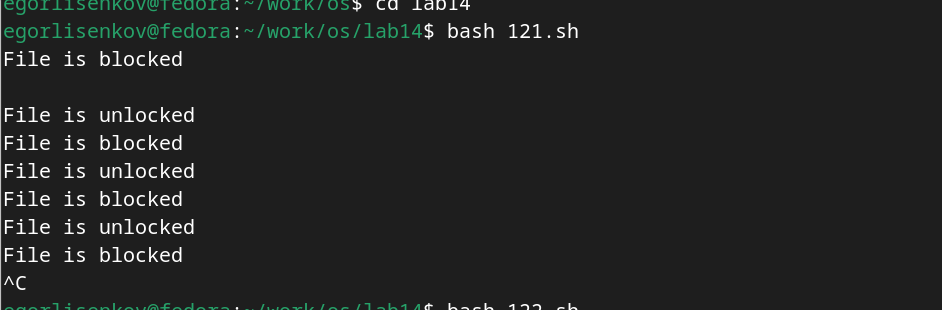 egorlisenkov@fedora:~/work/os$ cd lab14
egorlisenkov@fedora:~/work/os/lab14$ bash 121.sh
File is blocked

File is unlocked
File is blocked
File is unlocked
File is blocked
File is unlocked
File is blocked
^C
egorlisenkov@fedora:~/work/os/lab14$ bash 122.sh